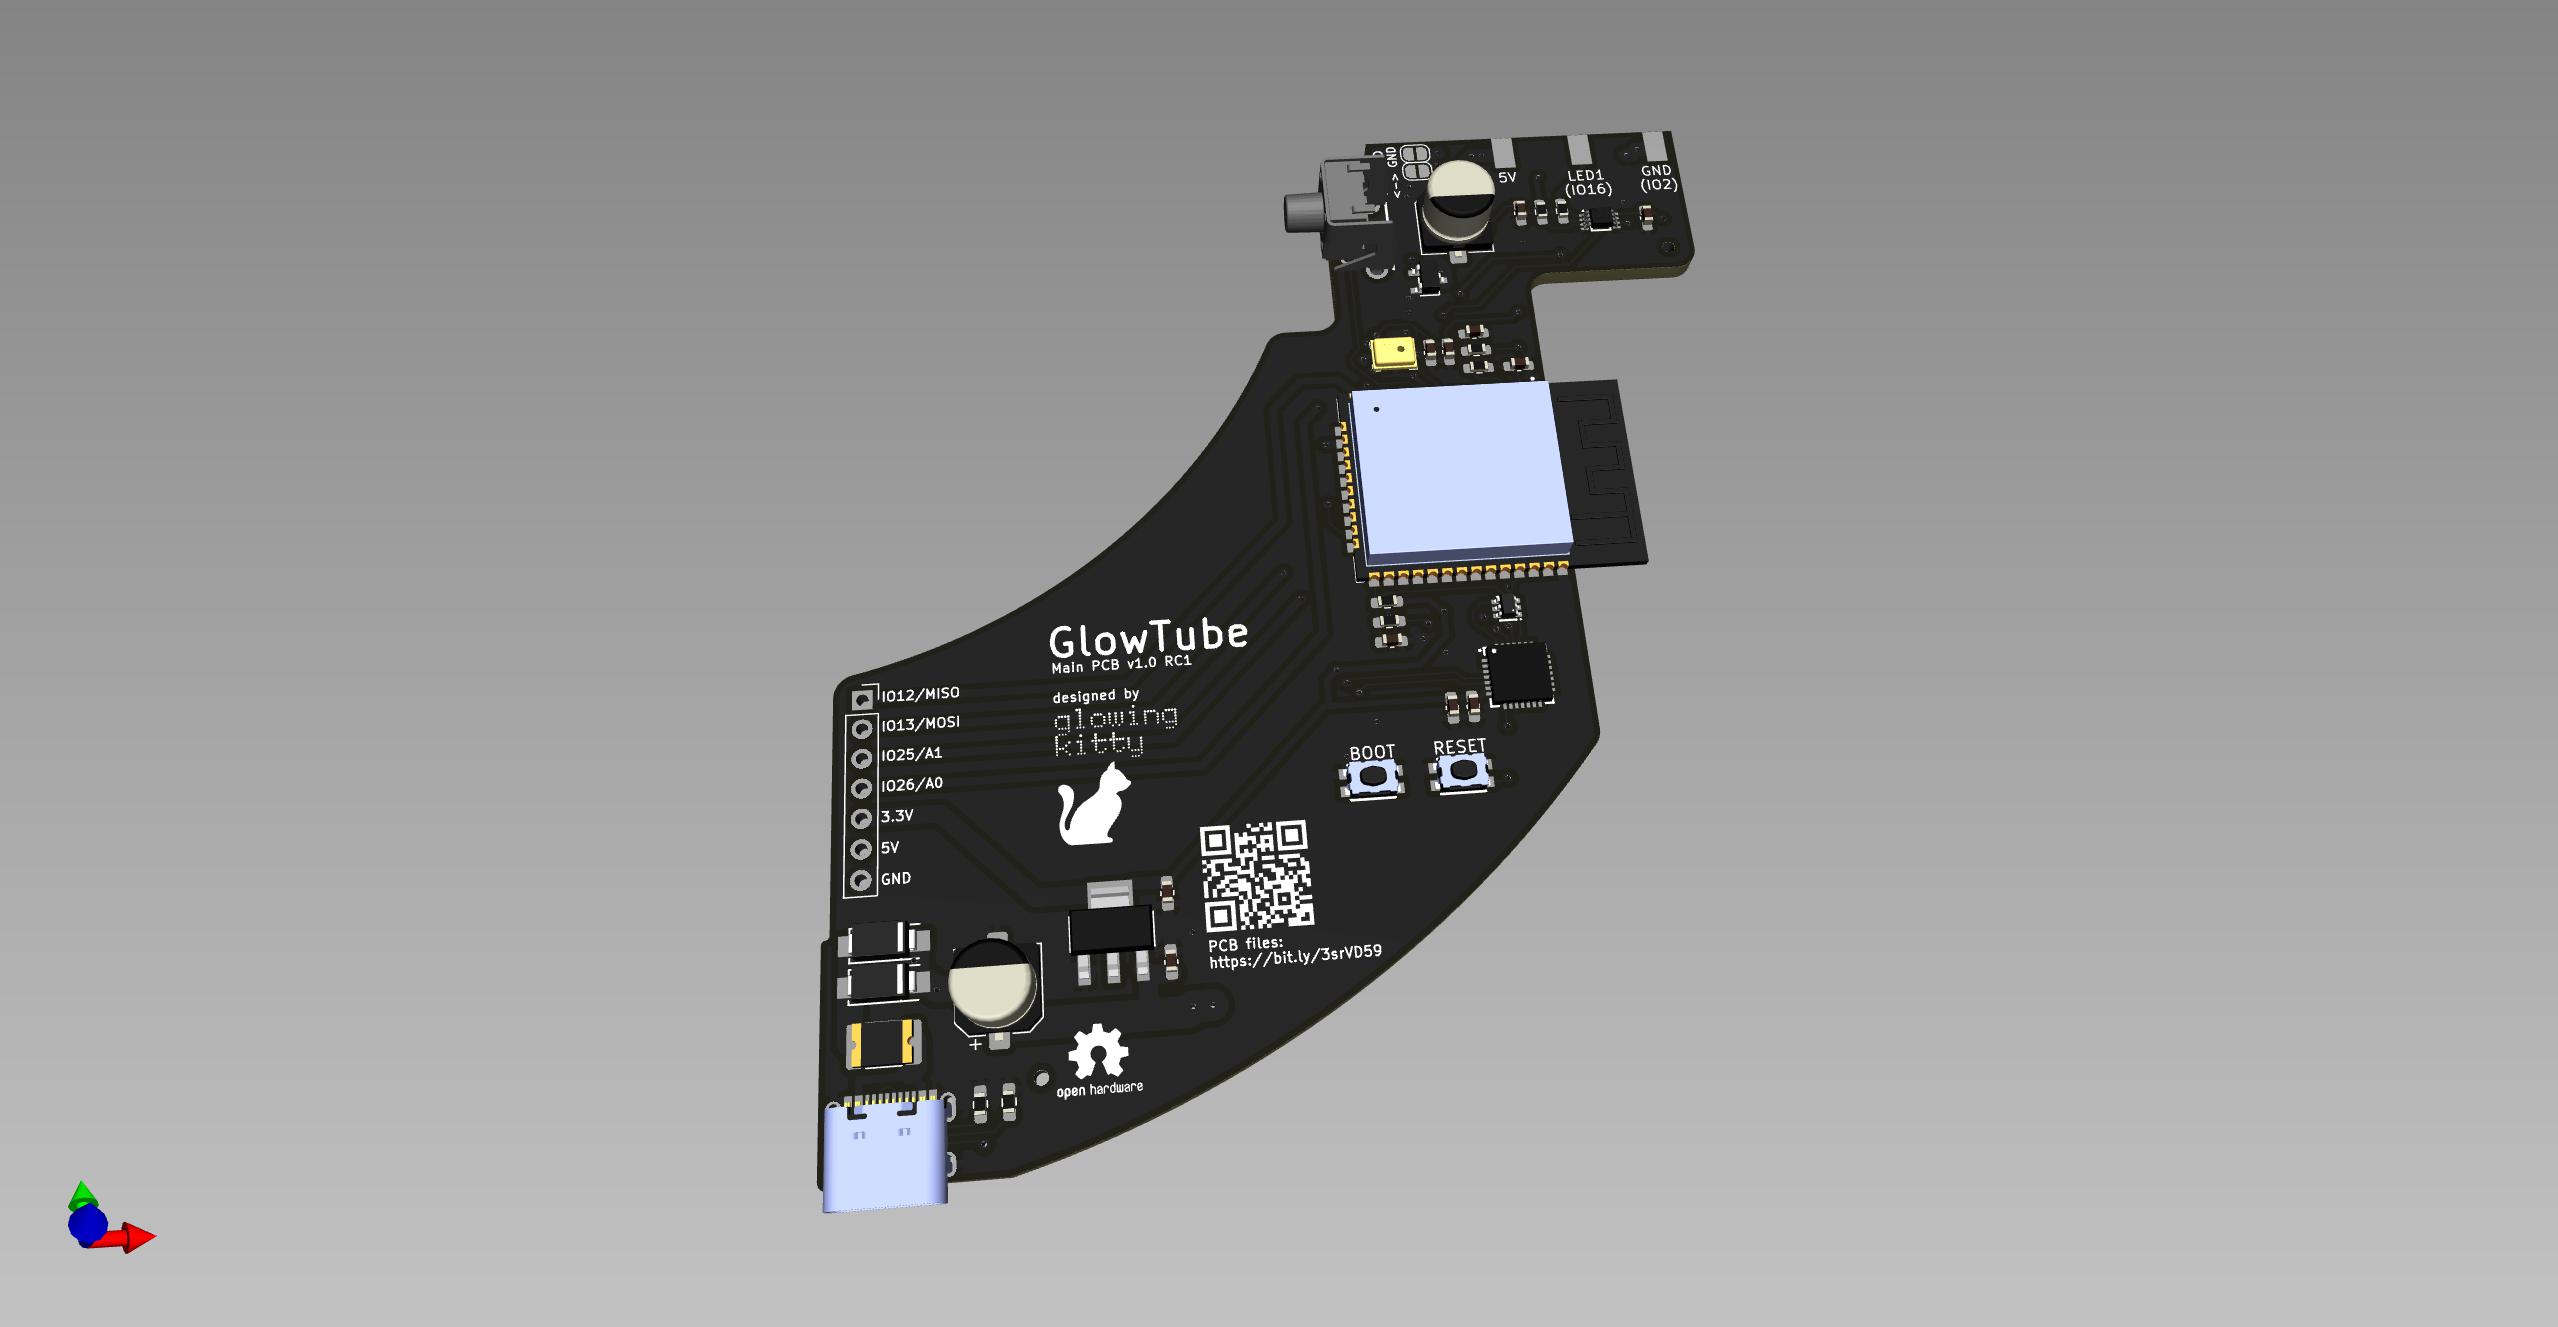 GND
<--->
5V
LED1
(IO16)
GND
(IO2)
GlowTube
Main PCB v1.0 RC1
designed by
glowing
kitty
IO12/MISO
IO13/MOSI
IO25/A1
IO26/A0
3.3V
5V
GND
BOOT
RESET
PCB files:
https://bit.ly/3srVD59
+
open hardware